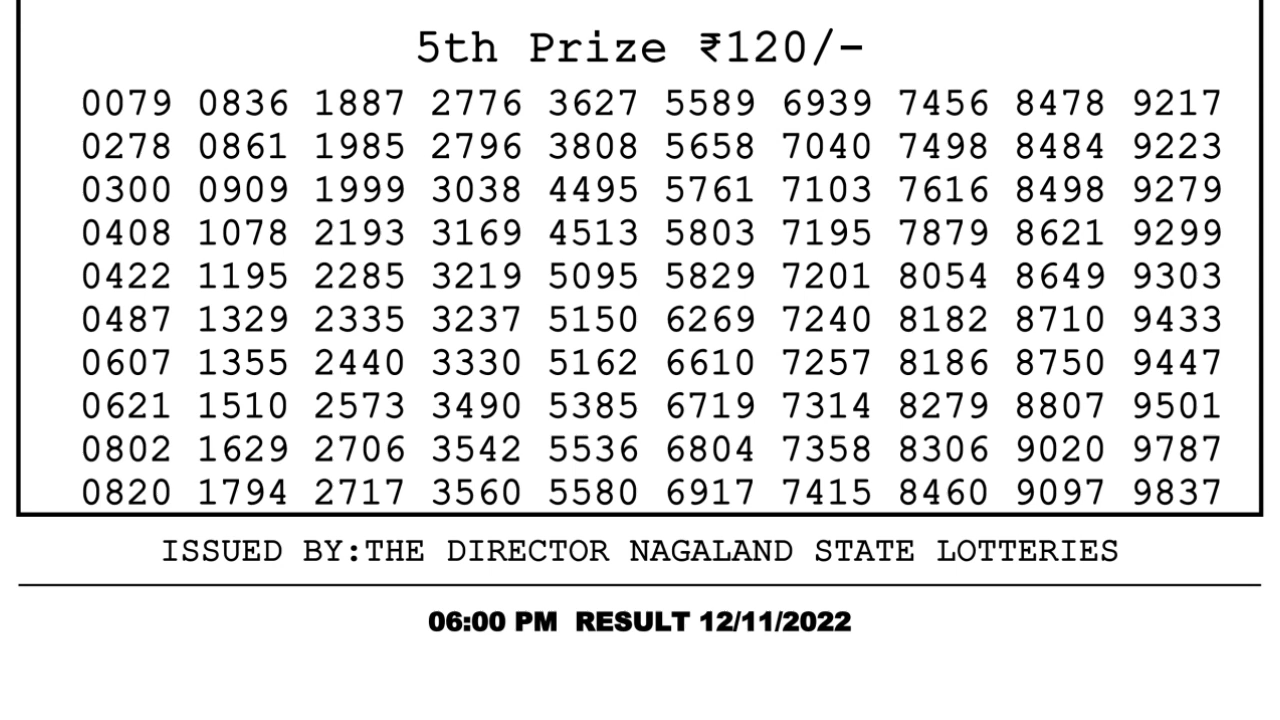 5th Prize ₹120/-
0079 0836 1887 2776 3627 5589 6939 7456 8478 9217
0278 0861 1985 2796 3808 5658 7040 7498 8484 9223
0300 0909 1999 3038 4495 5761 7103 7616 8498 9279
0408 1078 2193 3169 4513 5803 7195 7879 8621 9299
0422 1195 2285 3219 5095 5829 7201 8054 8649 9303
0487 1329 2335 3237 5150 6269 7240 8182 8710 9433
0607 1355 2440 3330 5162 6610 7257 8186 8750 9447
0621 1510 2573 3490 5385 6719 7314 8279 8807 9501
0802 1629 2706 3542 5536 6804 7358 8306 9020 9787
0820 1794 2717 3560 5580 6917 7415 8460 9097 9837
ISSUED BY:THE DIRECTOR NAGALAND STATE LOTTERIES
06:00 PM RESULT 12/11/2022